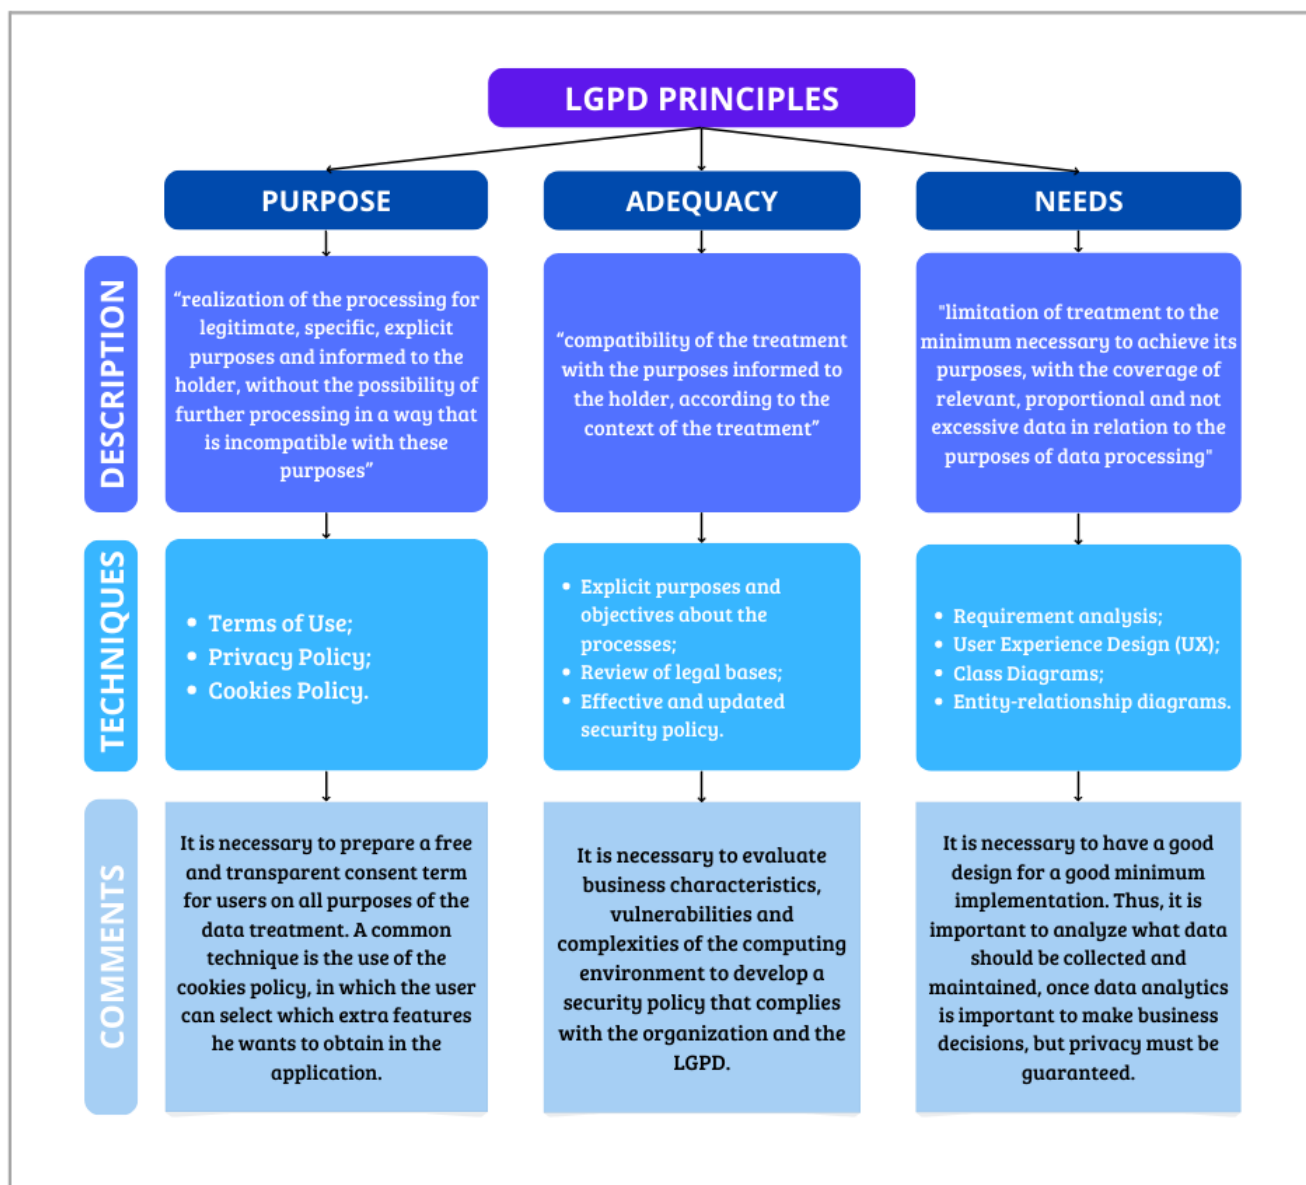 LGPD PRINCIPLES
PURPOSE
ADEQUACY
NEEDS
DESCRIPTION
“realization of the processing for
legitimate, specific, explicit
purposes and informed to the
holder, without the possibility of
further processing in a way that
is incompatible with these
purposes”
“compatibility of the treatment
with the purposes informed to
the holder, according to the
context of the treatment”
"limitation of treatment to the
minimum necessary to achieve its
purposes, with the coverage of
relevant, proportional and not
excessive data in relation to the
purposes of data processing"
TECHNIQUES
• Terms of Use;
• Privacy Policy;
• Cookies Policy.
• Explicit purposes and
objectives about the
processes;
• Review of legal bases;
• Effective and updated
security policy.
• Requirement analysis;
• User Experience Design (UX);
• Class Diagrams;
• Entity-relationship diagrams.
COMMENTS
It is necessary to prepare a free
and transparent consent term
for users on all purposes of the
data treatment. A common
technique is the use of the
cookies policy, in which the user
can select which extra features
he wants to obtain in the
application.
It is necessary to evaluate
business characteristics,
vulnerabilities and
complexities of the computing
environment to develop a
security policy that complies
with the organization and the
LGPD.
It is necessary to have a good
design for a good minimum
implementation. Thus, it is
important to analyze what data
should be collected and
maintained, once data analytics
is important to make business
decisions, but privacy must be
guaranteed.